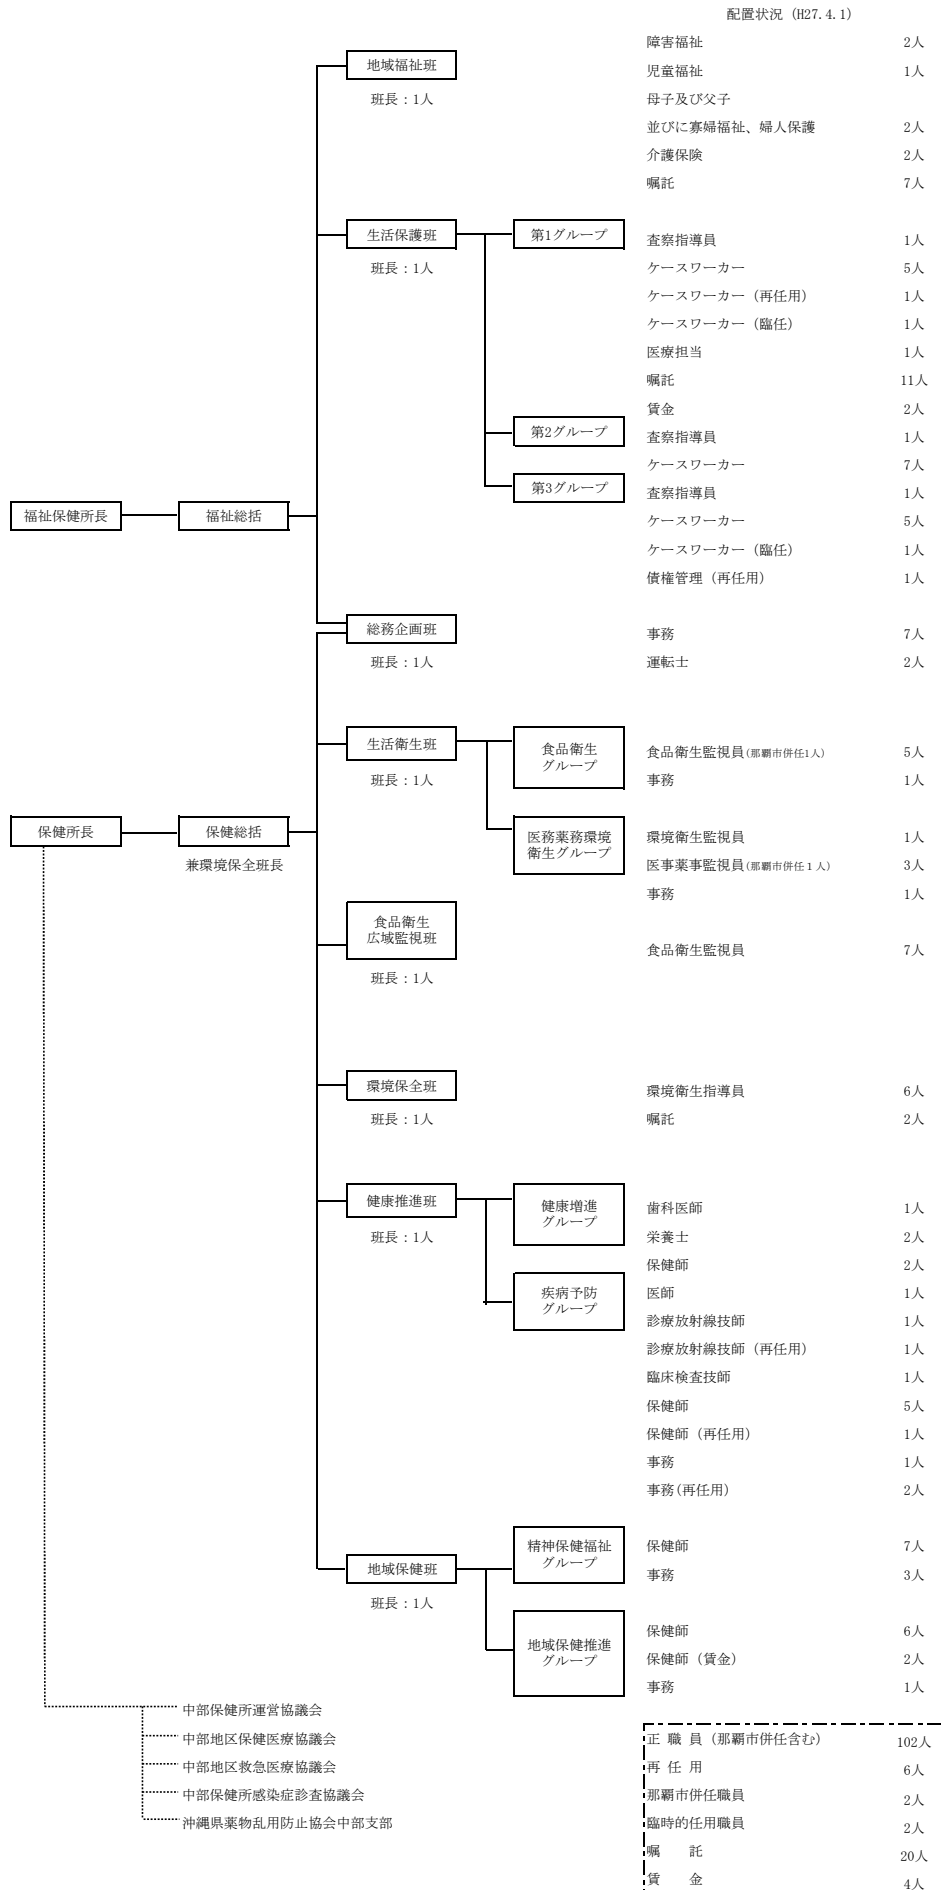 配置状況（H27.4.1）
地域福祉班
班長：1人
障害福祉 2人
児童福祉 1人
母子及び父子
並びに寡婦福祉、婦人保護 2人
介護保険 2人
嘱託 7人
生活保護班
班長：1人
第1グループ
査察指導員 1人
ケースワーカー 5人
ケースワーカー（再任用） 1人
ケースワーカー（臨任） 1人
医療担当 1人
嘱託 11人
賃金 2人
第2グループ
査察指導員 1人
ケースワーカー 7人
第3グループ
査察指導員 1人
ケースワーカー 5人
ケースワーカー（臨任） 1人
債権管理（再任用） 1人
福祉保健所長
福祉総括
総務企画班
班長：1人
事務 7人
運転士 2人
生活衛生班
班長：1人
食品衛生
グループ
食品衛生監視員(那覇市併任1人) 5人
事務 1人
保健所長
保健総括
兼環境保全班長
医務薬務環境
衛生グループ
環境衛生監視員 1人
医事薬事監視員(那覇市併任１人) 3人
事務 1人
食品衛生
広域監視班
班長：1人
食品衛生監視員 7人
環境保全班
班長：1人
環境衛生指導員 6人
嘱託 2人
健康推進班
班長：1人
健康増進
グループ
歯科医師 1人
栄養士 2人
保健師 2人
疾病予防
グループ
医師 1人
診療放射線技師 1人
診療放射線技師（再任用） 1人
臨床検査技師 1人
保健師 5人
保健師（再任用） 1人
事務 1人
事務(再任用) 2人
地域保健班
班長：1人
精神保健福祉
グループ
保健師 7人
事務 3人
地域保健推進
グループ
保健師 6人
保健師（賃金） 2人
事務 1人
中部保健所運営協議会
中部地区保健医療協議会
中部地区救急医療協議会
中部保健所感染症診査協議会
沖縄県薬物乱用防止協会中部支部
正 職 員（那覇市併任含む） 102人
再 任 用 6人
那覇市併任職員 2人
臨時的任用職員 2人
嘱　　託 20人
賃　　金 4人